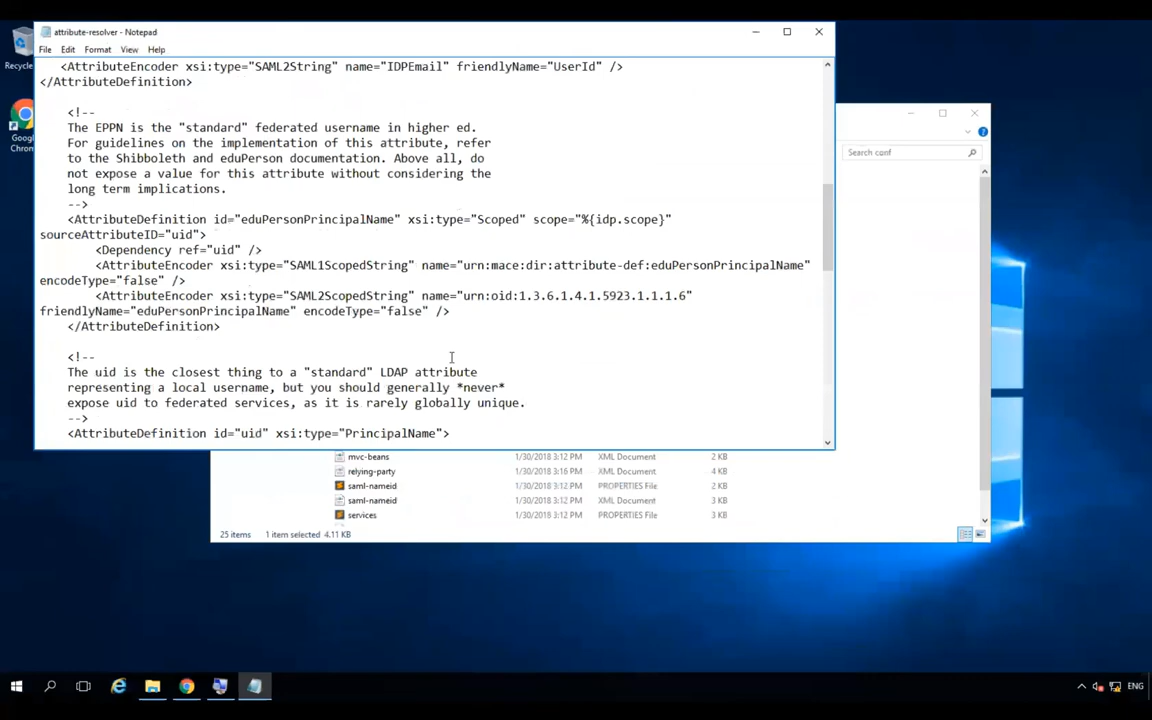 attribute-resolver - Notepad
File Edit Format View Help
<AttributeEncoder xsi:type="SAML2String" name="IDPEmail" friendlyName="UserId" />
</AttributeDefinition>
<!--
The EPPN is the "standard" federated username in higher ed.
For guidelines on the implementation of this attribute, refer
to the Shibboleth and eduPerson documentation. Above all, do
not expose a value for this attribute without considering the
long term implications.
-->
<AttributeDefinition id="eduPersonPrincipalName" xsi:type="Scoped" scope="%{idp.scope}"
sourceAttributeID="uid">
<Dependency ref="uid" />
<AttributeEncoder xsi:type="SAML1ScopedString" name="urn:mace:dir:attribute-def:eduPersonPrincipalName"
encodeType="false" />
<AttributeEncoder xsi:type="SAML2ScopedString" name="urn:oid:1.3.6.1.4.1.5923.1.1.1.6"
friendlyName="eduPersonPrincipalName" encodeType="false" />
</AttributeDefinition>
<!--
The uid is the closest thing to a "standard" LDAP attribute
representing a local username, but you should generally *never*
expose uid to federated services, as it is rarely globally unique.
-->
<AttributeDefinition id="uid" xsi:type="PrincipalName">
Recycle
Google
Chrom
Search conf
mvc-beans 1/30/2018 3:12 PM XML Document 2 KB
relying-party 1/30/2018 3:16 PM XML Document 4 KB
saml-nameid 1/30/2018 3:12 PM PROPERTIES File 2 KB
saml-nameid 1/30/2018 3:12 PM XML Document 3 KB
services 1/30/2018 3:12 PM PROPERTIES File 3 KB
25 items 1 item selected 4.11 KB
ENG